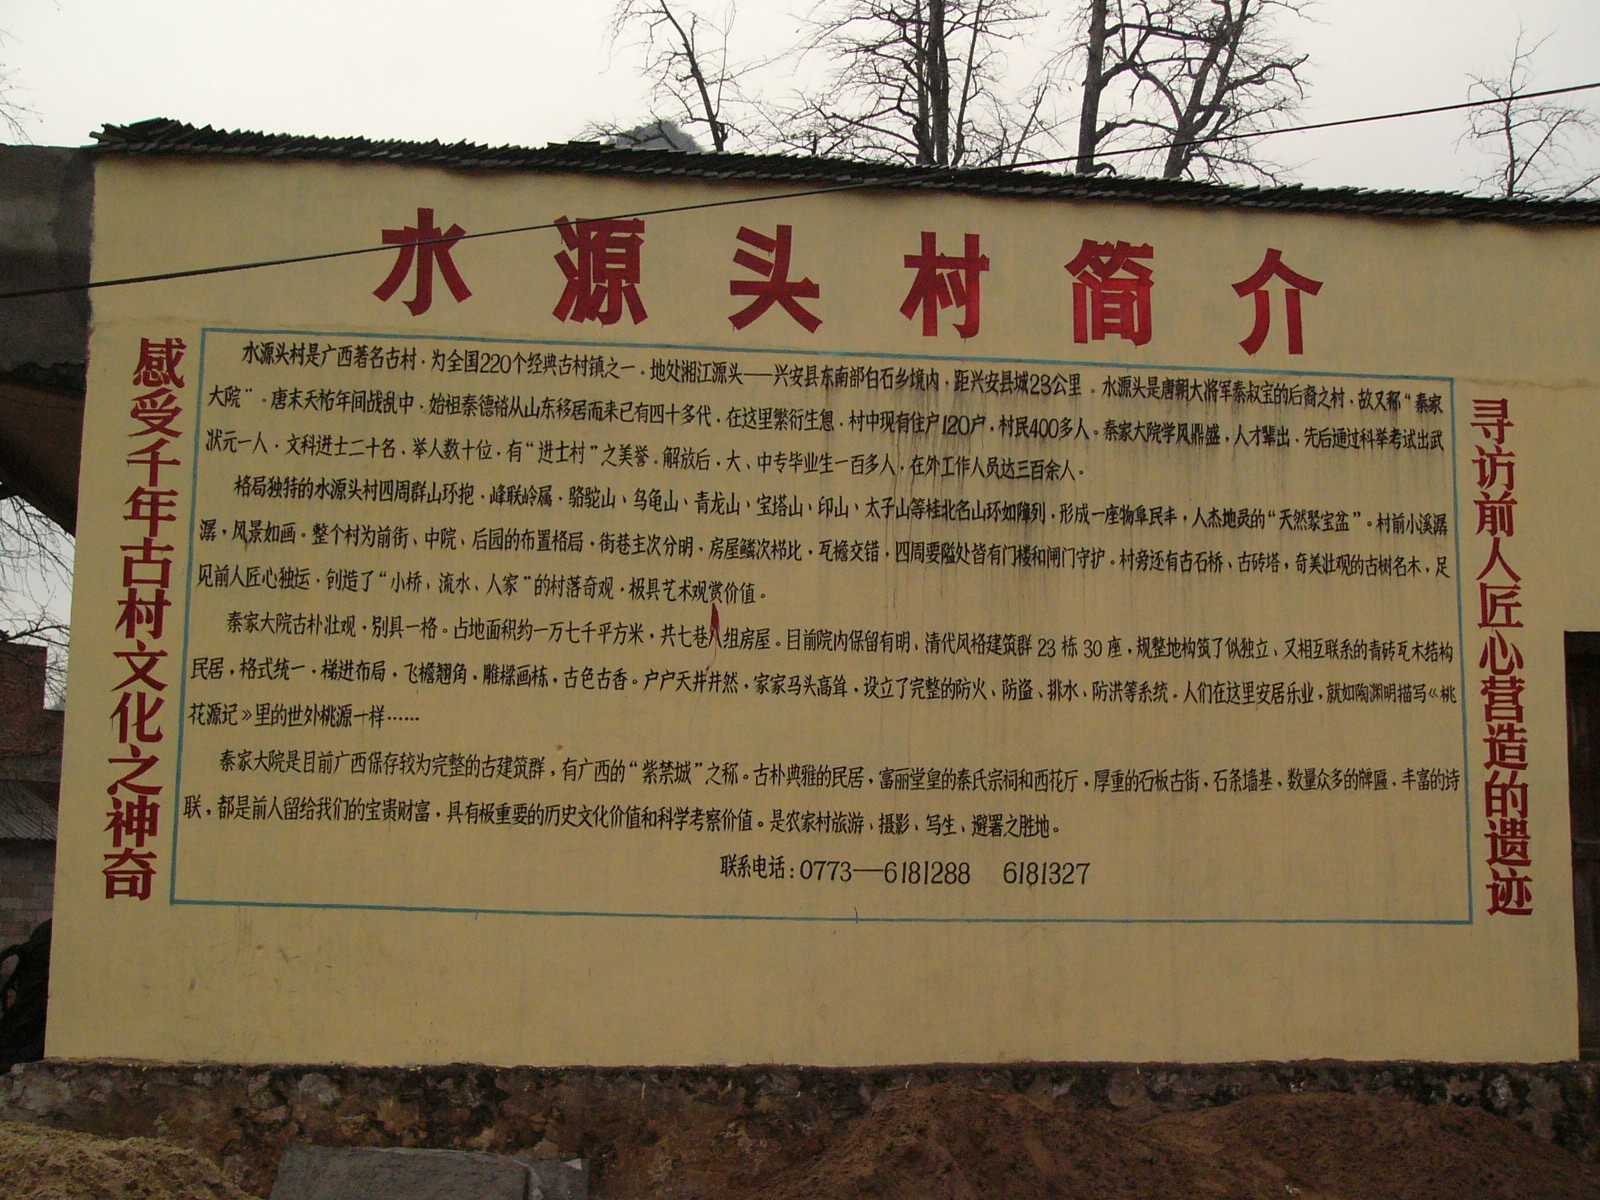 水源头村简介
感受千年古村文化之神奇
水源头村是广西著名古村，为全国220个经典古村镇之一，地处湘江源头——兴安县东南部白石乡境内，距兴安县城23公里。水源头是唐朝大将军秦叔宝的后裔之村，故又称“秦家
大院”。唐末天祐年间战乱中，始祖秦德裕从山东移居而来已有四十多代，在这里繁衍生息，村中现有住户120户，村民400多人。秦家大院学风鼎盛，人才辈出，先后通过科举考试出武
状元一人，文科进士二十名，举人数十位，有“进士村”之美誉。解放后，大、中专毕业生一百多人，在外工作人员达三百余人。
格局独特的水源头村四周群山环抱，峰联岭属，骆驼山、乌龟山、青龙山、宝塔山、印山、太子山等桂北名山环如障列，形成一座物阜民丰，人杰地灵的“天然聚宝盆”。村前小溪潺
潺，风景如画。整个村为前街、中院、后园的布置格局，街巷主次分明，房屋鳞次栉比，瓦檐交错，四周要隘处皆有门楼和闸门守护。村旁还有古石桥、古砖塔，奇美壮观的古树名木，足
见前人匠心独运，创造了“小桥、流水、人家”的村落奇观，极具艺术观赏价值。
秦家大院古朴壮观，别具一格。占地面积约一万七千平方米，共七巷八组房屋。目前院内保留有明、清代风格建筑群23栋30座，规整地构筑了似独立、又相互联系的青砖瓦木结构
民居，格式统一，梯进布局，飞檐翘角，雕樑画栋，古色古香。户户天井井然，家家马头高耸，设立了完整的防火、防盗、排水、防洪等系统。人们在这里安居乐业，就如陶渊明描写《桃
花源记》里的世外桃源一样……
秦家大院是目前广西保存较为完整的古建筑群，有广西的“紫禁城”之称。古朴典雅的民居，富丽堂皇的秦氏宗祠和西花厅，厚重的石板古街，石条墙基，数量众多的牌匾，丰富的诗
联，都是前人留给我们的宝贵财富，具有极重要的历史文化价值和科学考察价值。是农家村旅游、摄影、写生、避署之胜地。
联系电话：0773—6181288 6181327
寻访前人匠心营造的遗迹